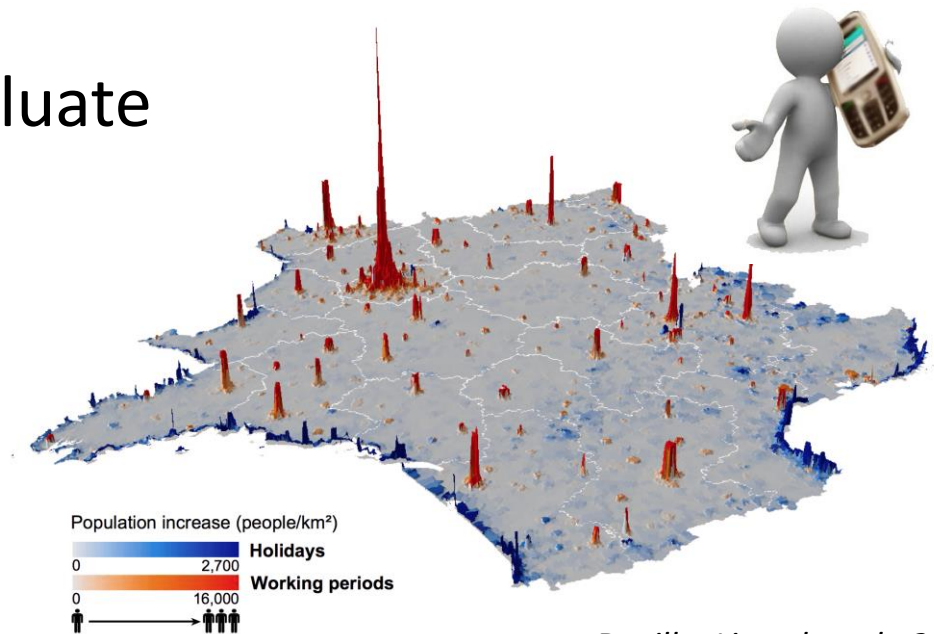 luate
Population increase (people/km²)
Holidays
0 2,700
Working periods
0 16,000